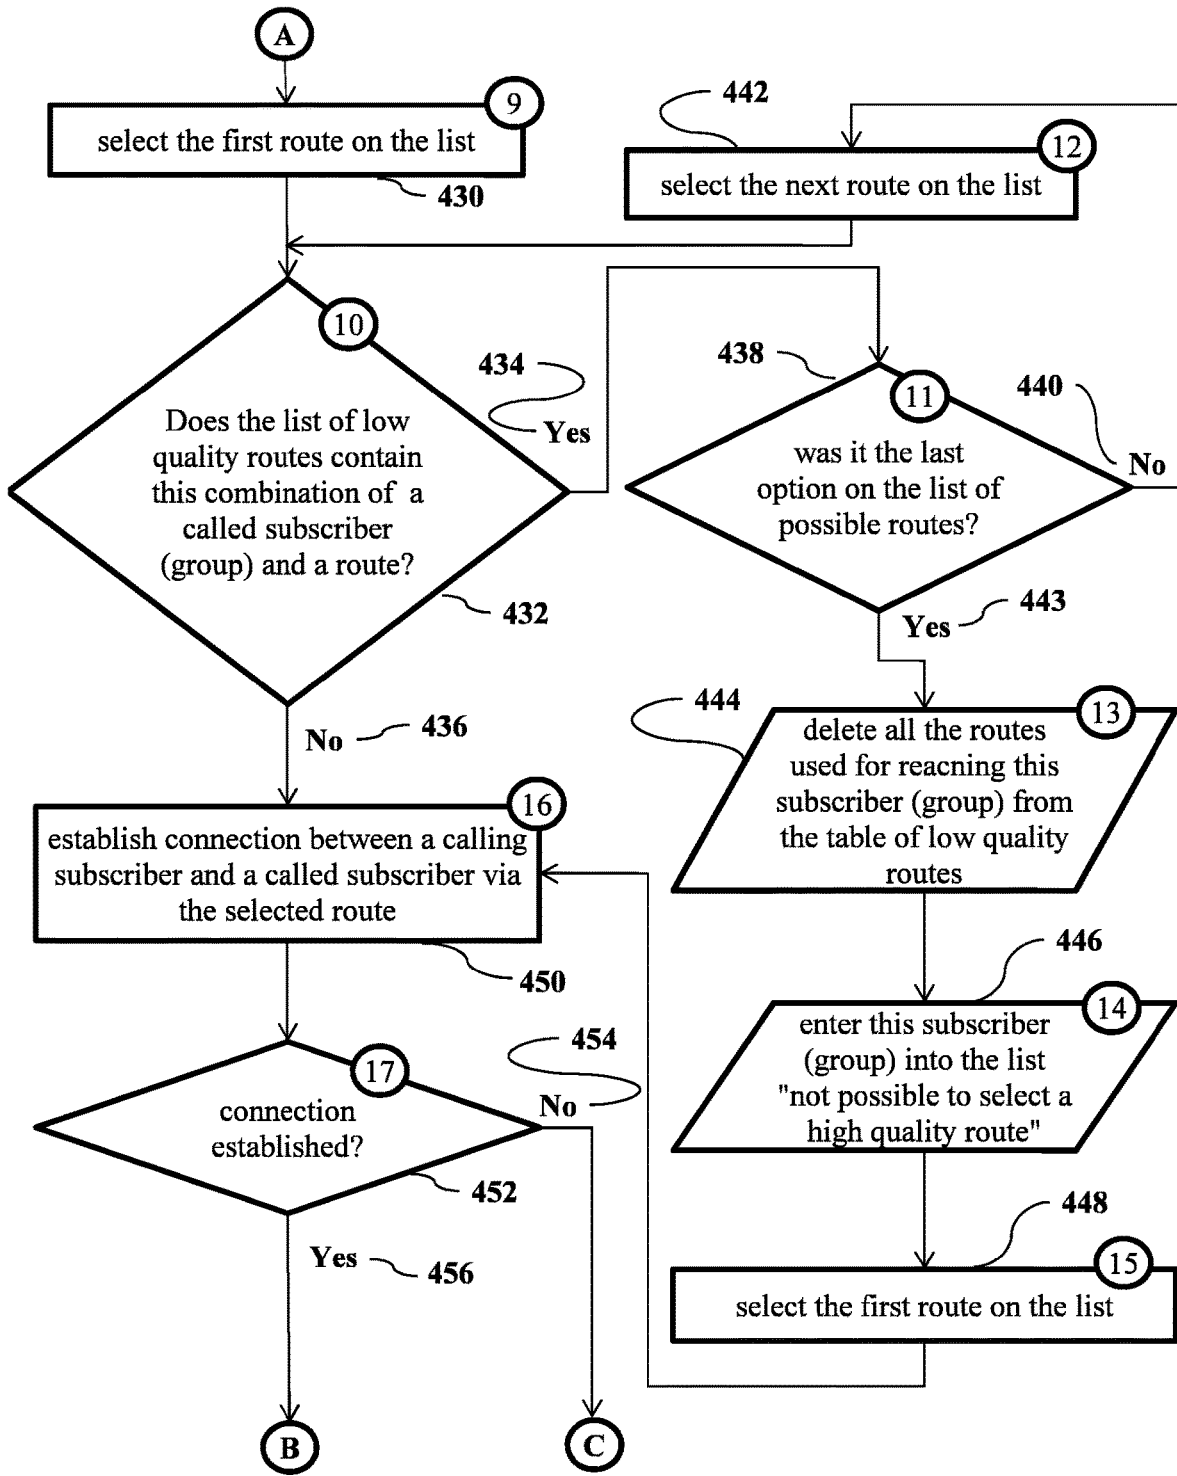 A
9
select the first route on the list
430
442
12
select the next route on the list
10
434
Yes
Does the list of low
quality routes contain
this combination of a
called subscriber
(group) and a route?
432
438
11
440
No
was it the last
option on the list of
possible routes?
443
Yes
No
436
444
13
delete all the routes
used for reacning this
subscriber (group) from
the table of low quality
routes
16
establish connection between a calling
subscriber and a called subscriber via
the selected route
450
446
14
enter this subscriber
(group) into the list
"not possible to select a
high quality route"
454
17
No
connection
established?
452
448
15
select the first route on the list
Yes
456
B
C